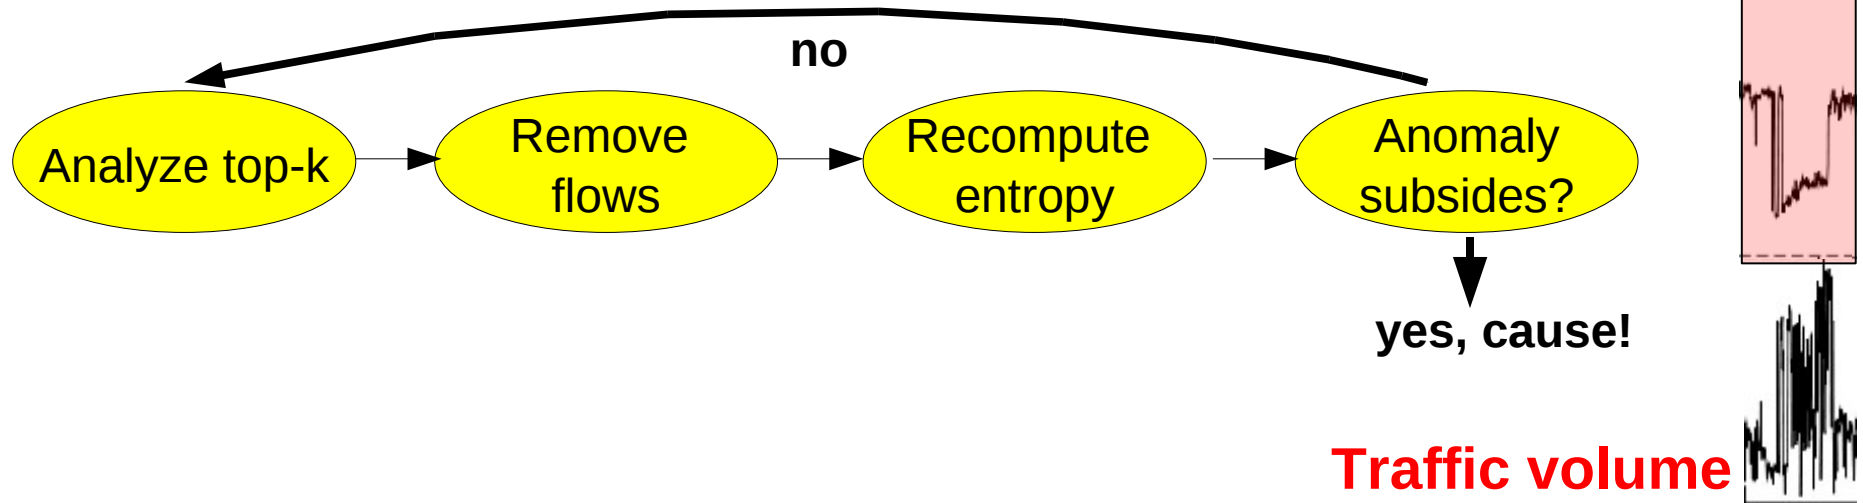 no
Analyze top-k
Remove
flows
Recompute
entropy
Anomaly
subsides?
yes, cause!
Traffic volume